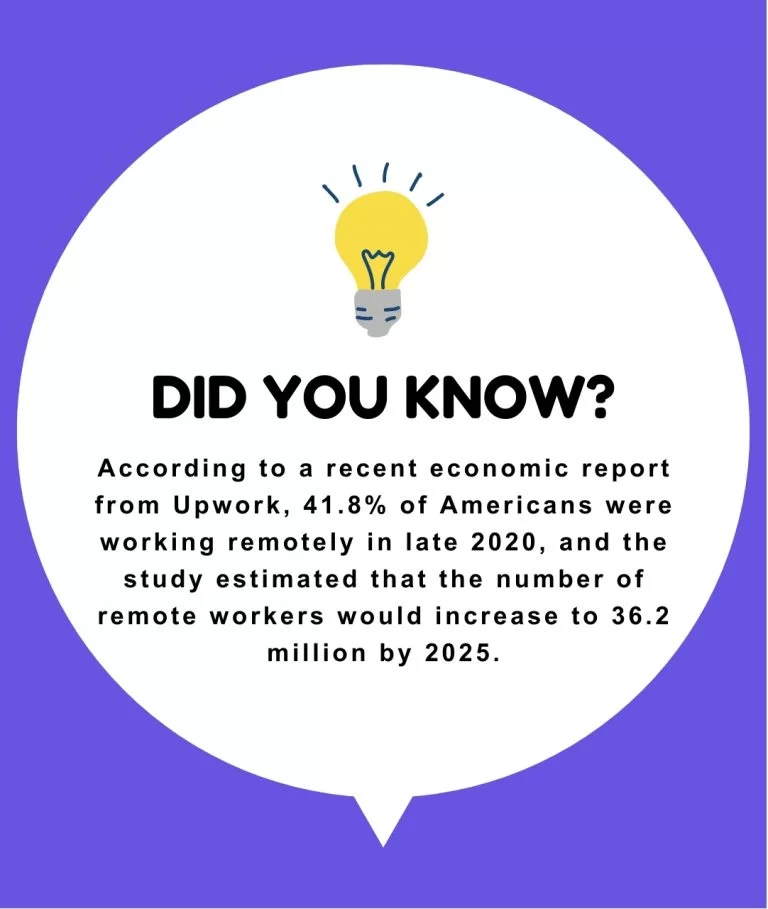 DID YOU KNOW?
According to a recent economic report
from Upwork, 41.8% of Americans were
working remotely in late 2020, and the
study estimated that the number of
remote workers would increase to 36.2
million by 2025.